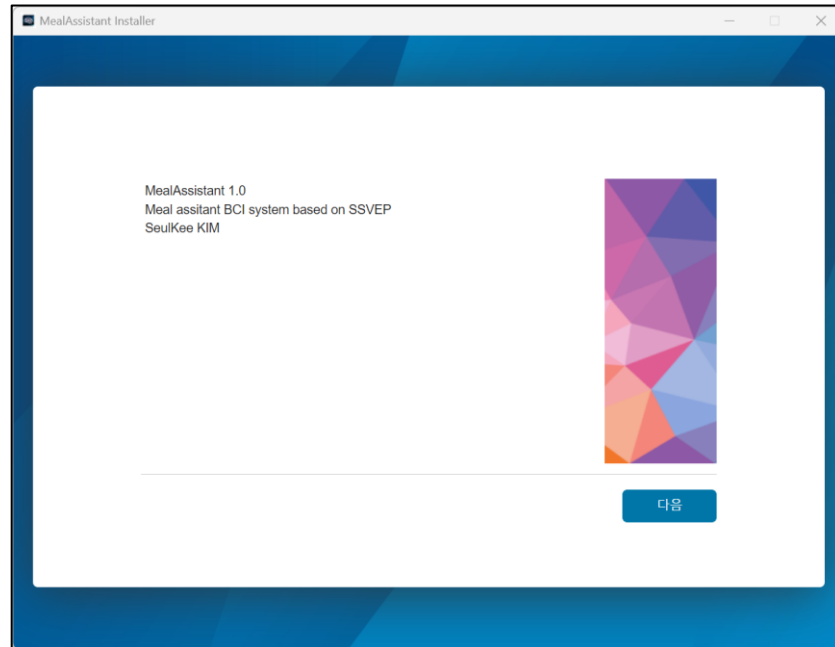 MealAssistant Installer
MealAssistant 1.0
Meal assitant BCI system based on SSVEP
SeulKee KIM
다음